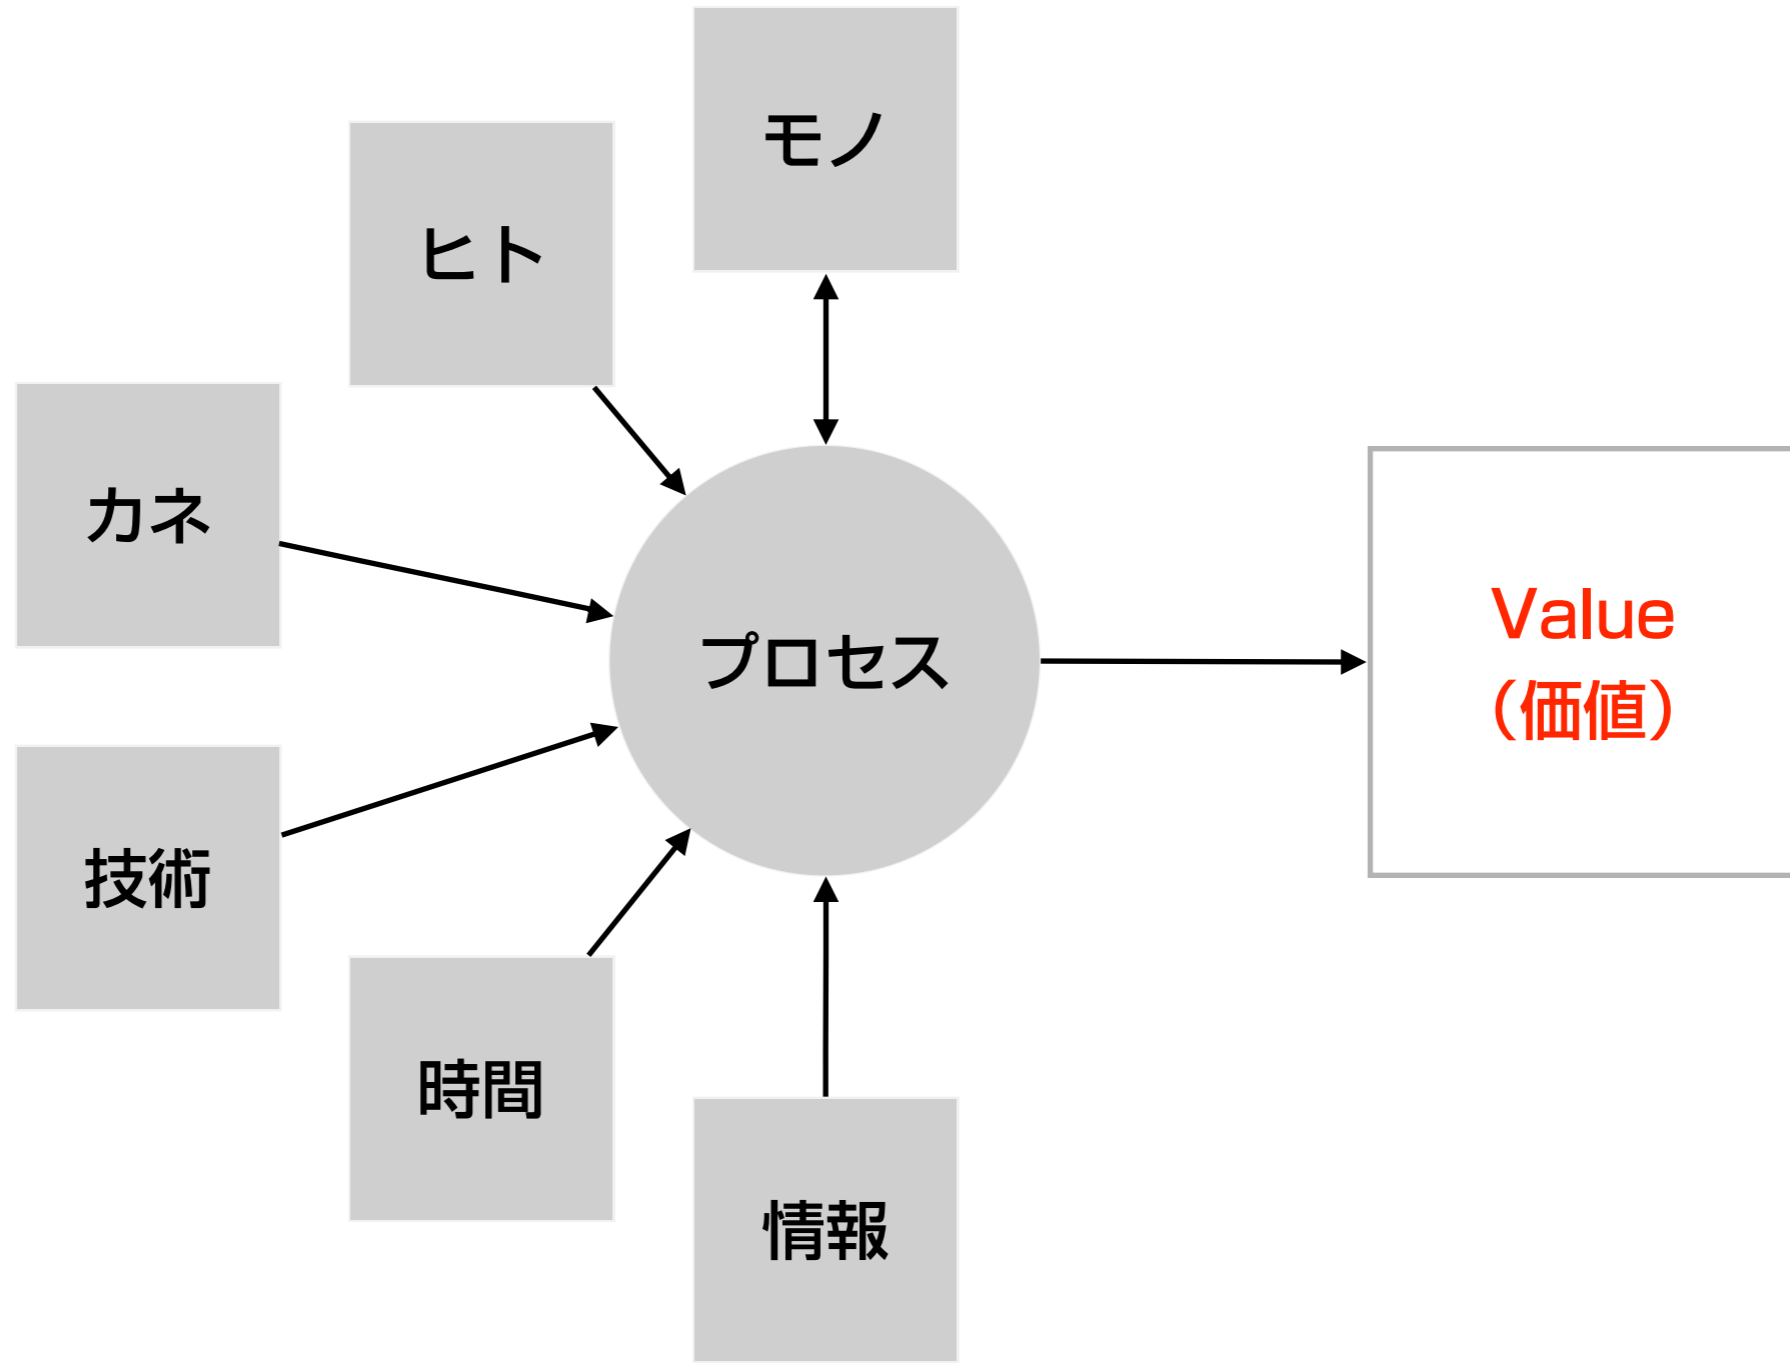 モノ
ヒト
カネ
プロセス
Value
(価値)
技術
時間
情報